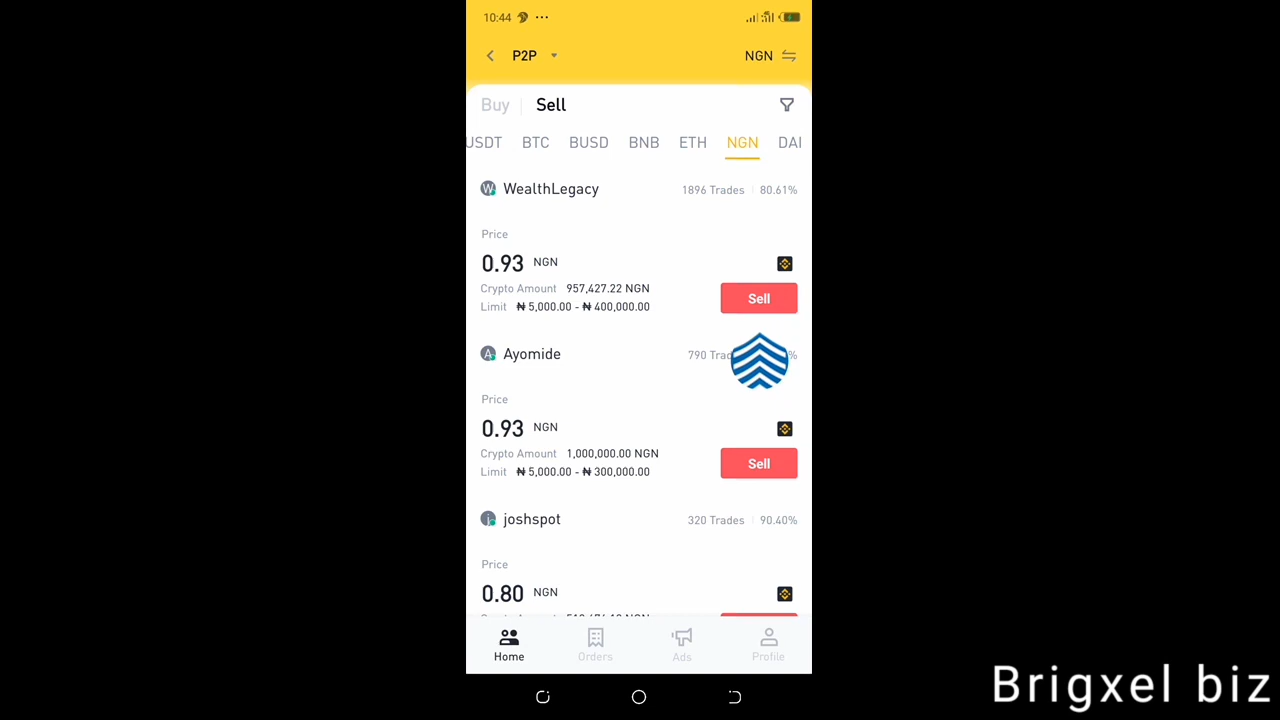 10:44
P2P NGN
Buy Sell
USDT BTC BUSD BNB ETH NGN DAI
W WealthLegacy 1896 Trades 80.61%
Price
0.93 NGN
Crypto Amount 957,427.22 NGN
Limit ₦ 5,000.00 - ₦ 400,000.00
Sell
A Ayomide 790 %
Price
0.93 NGN
Crypto Amount 1,000,000.00 NGN
Limit ₦ 5,000.00 - ₦ 300,000.00
Sell
j joshspot 320 Trades 90.40%
Price
0.80 NGN
Home Orders Ads Profile
Brigxel biz